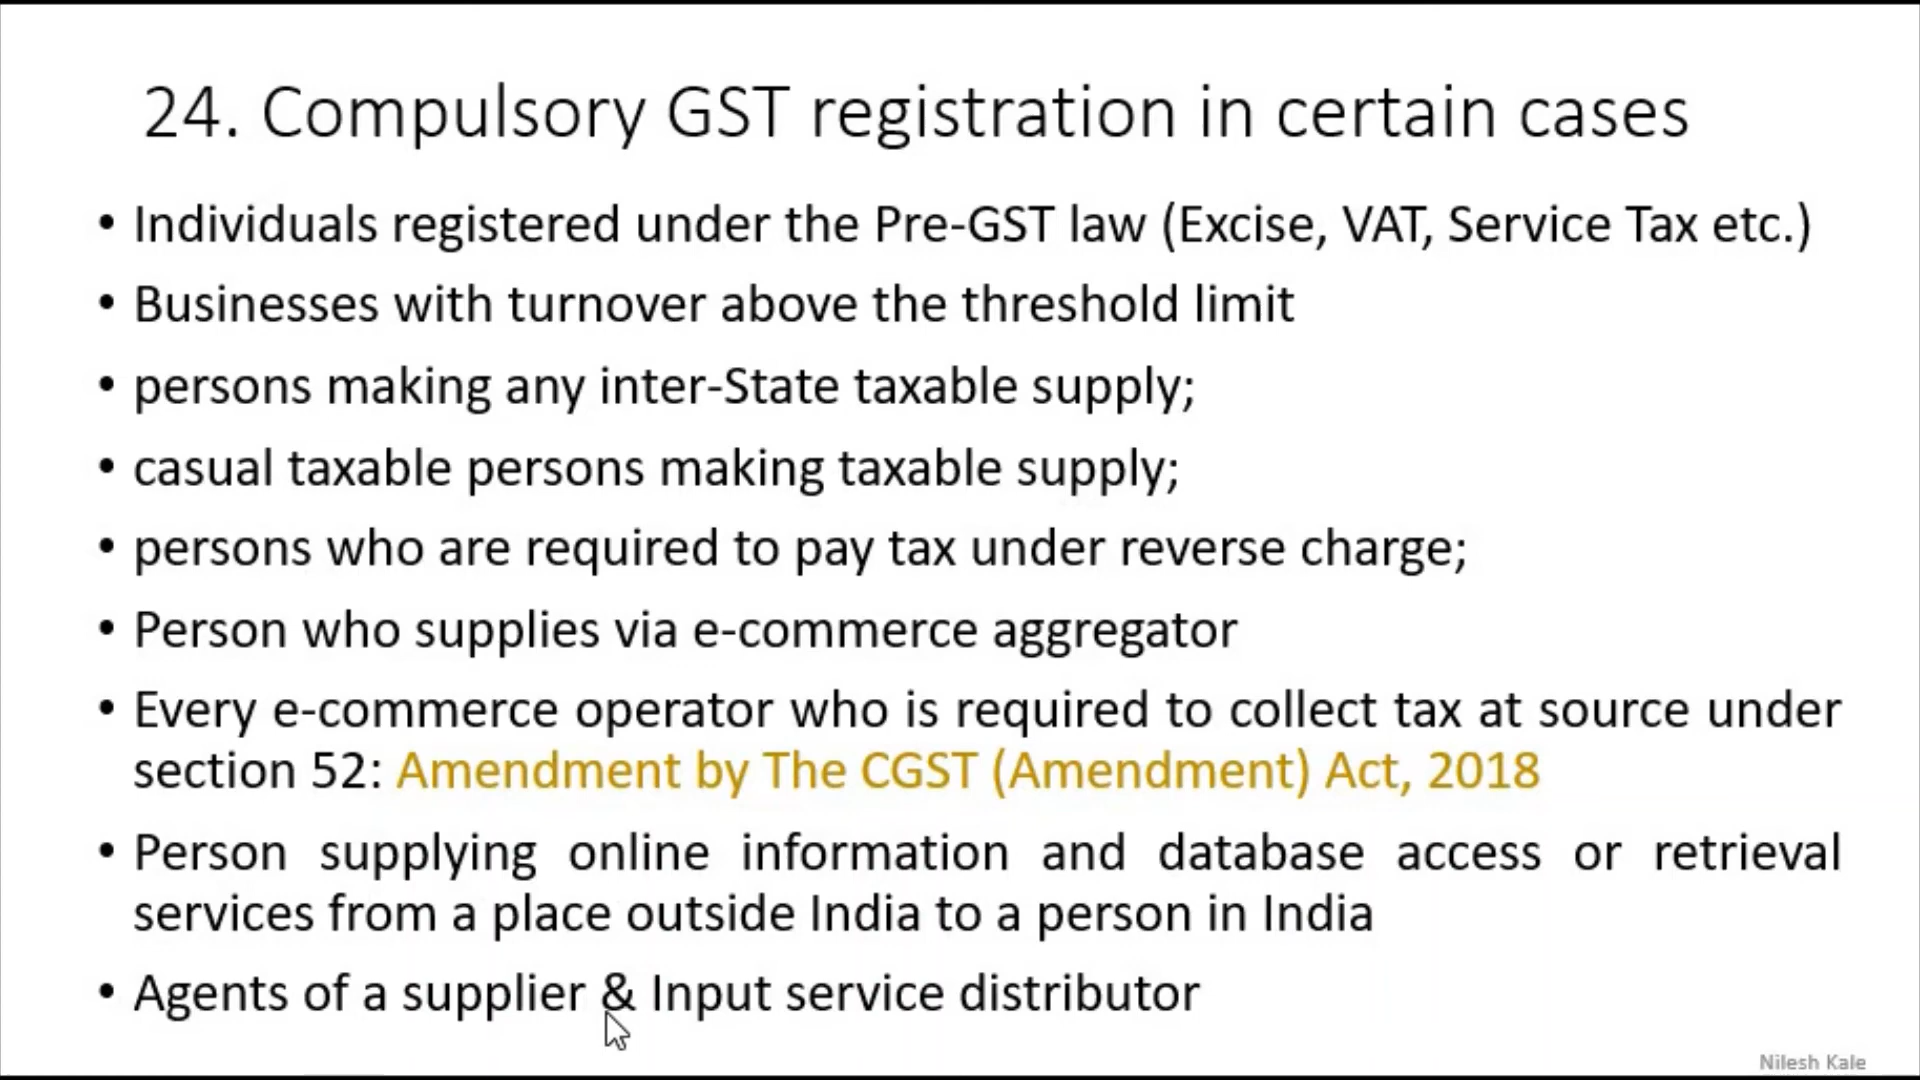 24. Compulsory GST registration in certain cases
• Individuals registered under the Pre-GST law (Excise, VAT, Service Tax etc.)
• Businesses with turnover above the threshold limit
• persons making any inter-State taxable supply;
• casual taxable persons making taxable supply;
• persons who are required to pay tax under reverse charge;
• Person who supplies via e-commerce aggregator
• Every e-commerce operator who is required to collect tax at source under
section 52: Amendment by The CGST (Amendment) Act, 2018
• Person supplying online information and database access or retrieval
services from a place outside India to a person in India
• Agents of a supplier & Input service distributor
Nilesh Kale